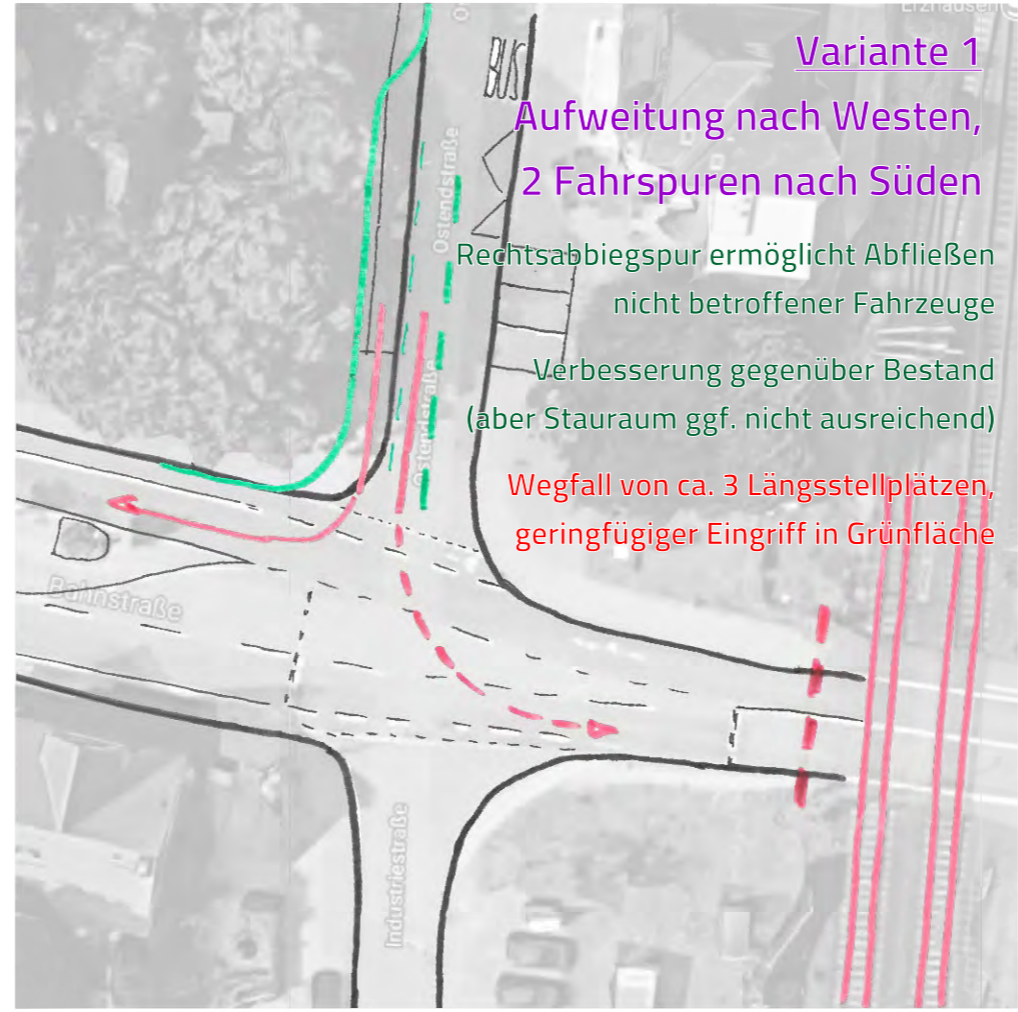 Erzhausen
BUS
Variante 1
Aufweitung nach Westen,
2 Fahrspuren nach Süden
Ostendstraße
Rechtsabbiegspur ermöglicht Abfließen
nicht betroffener Fahrzeuge
Verbesserung gegenüber Bestand
(aber Stauraum ggf. nicht ausreichend)
Ostendstraße
Wegfall von ca. 3 Längsstellplätzen,
geringfügiger Eingriff in Grünfläche
Bahnstraße
Industriestraße